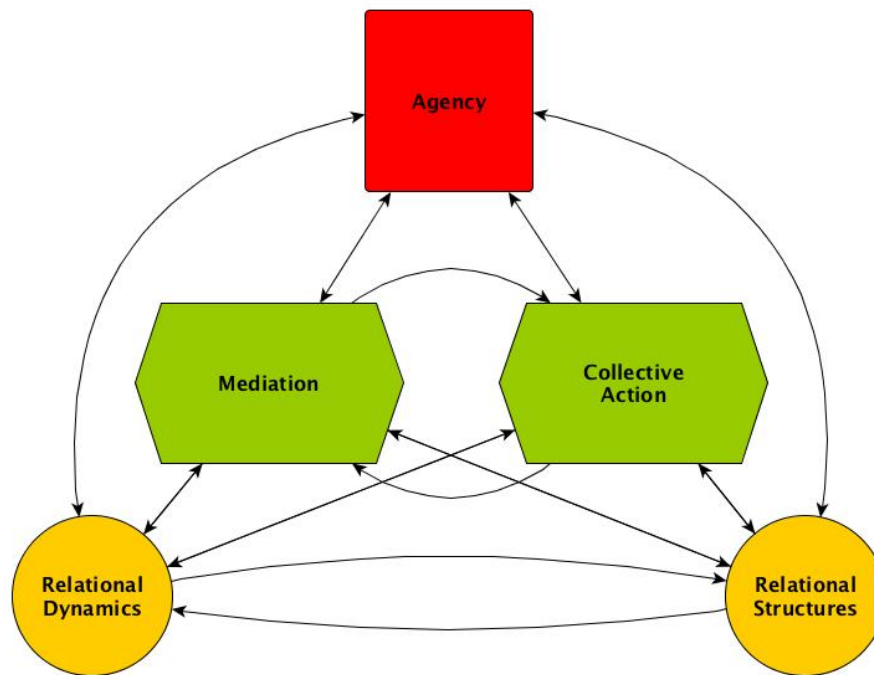 Agency
Mediation
Collective
Action
Relational
Dynamics
Relational
Structures